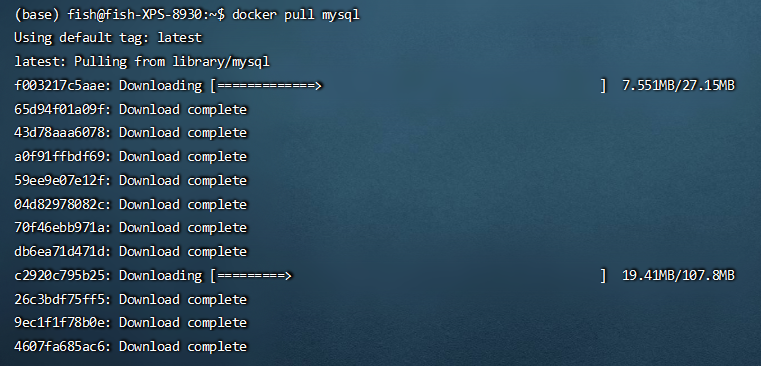 (base) fish@fish-XPS-8930:~$ docker pull mysql
Using default tag: latest
latest: Pulling from library/mysql
f003217c5aae: Downloading [=============>                                     ]  7.551MB/27.15MB
65d94f01a09f: Download complete
43d78aaa6078: Download complete
a0f91ffbdf69: Download complete
59ee9e07e12f: Download complete
04d82978082c: Download complete
70f46ebb971a: Download complete
db6ea71d471d: Download complete
c2920c795b25: Downloading [=========>                                         ]  19.41MB/107.8MB
26c3bdf75ff5: Download complete
9ec1f1f78b0e: Download complete
4607fa685ac6: Download complete